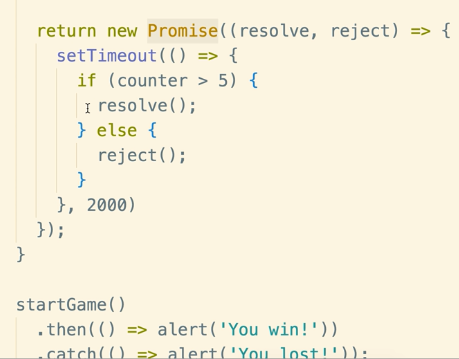 return new Promise((resolve, reject) => {
setTimeout(() => {
if (counter > 5) {
resolve();
} else {
reject();
}
}, 2000)
});
}
startGame()
.then(() => alert('You win!'))
.catch(() => alert('You lost!'));